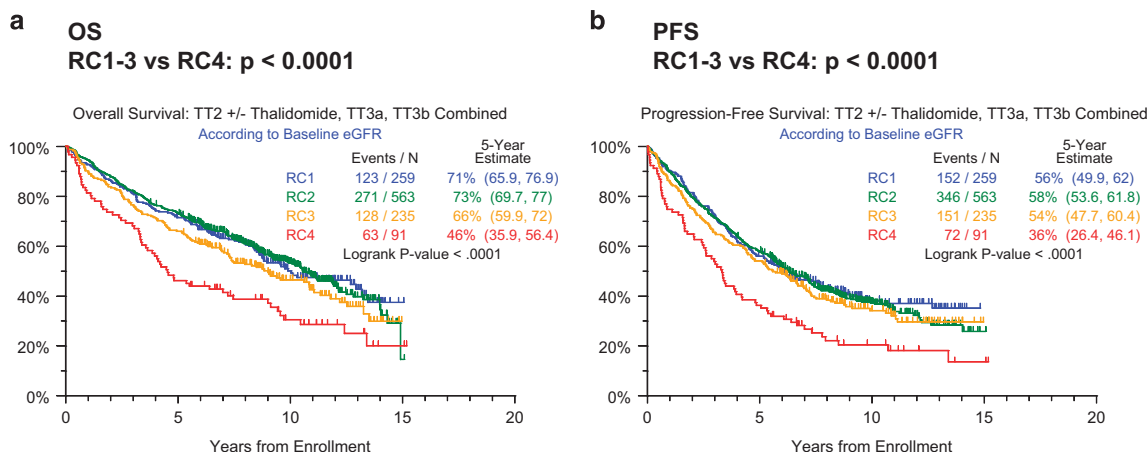 a
OS
RC1-3 vs RC4: p < 0.0001
Overall Survival: TT2 +/- Thalidomide, TT3a, TT3b Combined
According to Baseline eGFR
Events / N
5-Year
Estimate
RC1 123 / 259 71% (65.9, 76.9)
RC2 271 / 563 73% (69.7, 77)
RC3 128 / 235 66% (59.9, 72)
RC4 63 / 91 46% (35.9, 56.4)
Logrank P-value < .0001
100%
80%
60%
40%
20%
0%
0 5 10 15 20
Years from Enrollment
b
PFS
RC1-3 vs RC4: p < 0.0001
Progression-Free Survival: TT2 +/- Thalidomide, TT3a, TT3b Combined
According to Baseline eGFR
Events / N
5-Year
Estimate
RC1 152 / 259 56% (49.9, 62)
RC2 346 / 563 58% (53.6, 61.8)
RC3 151 / 235 54% (47.7, 60.4)
RC4 72 / 91 36% (26.4, 46.1)
Logrank P-value < .0001
100%
80%
60%
40%
20%
0%
0 5 10 15 20
Years from Enrollment